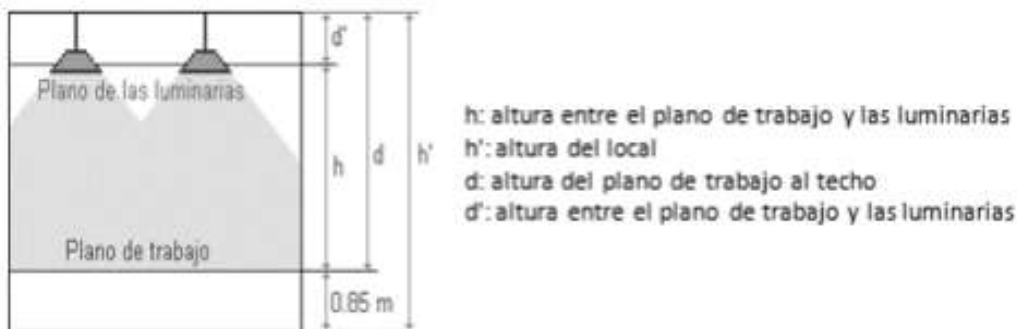 d'
Plano de las luminarias
h
d
h'
Plano de trabajo
0.85 m
h: altura entre el plano de trabajo y las luminarias
h': altura del local
d: altura del plano de trabajo al techo
d': altura entre el plano de trabajo y las luminarias